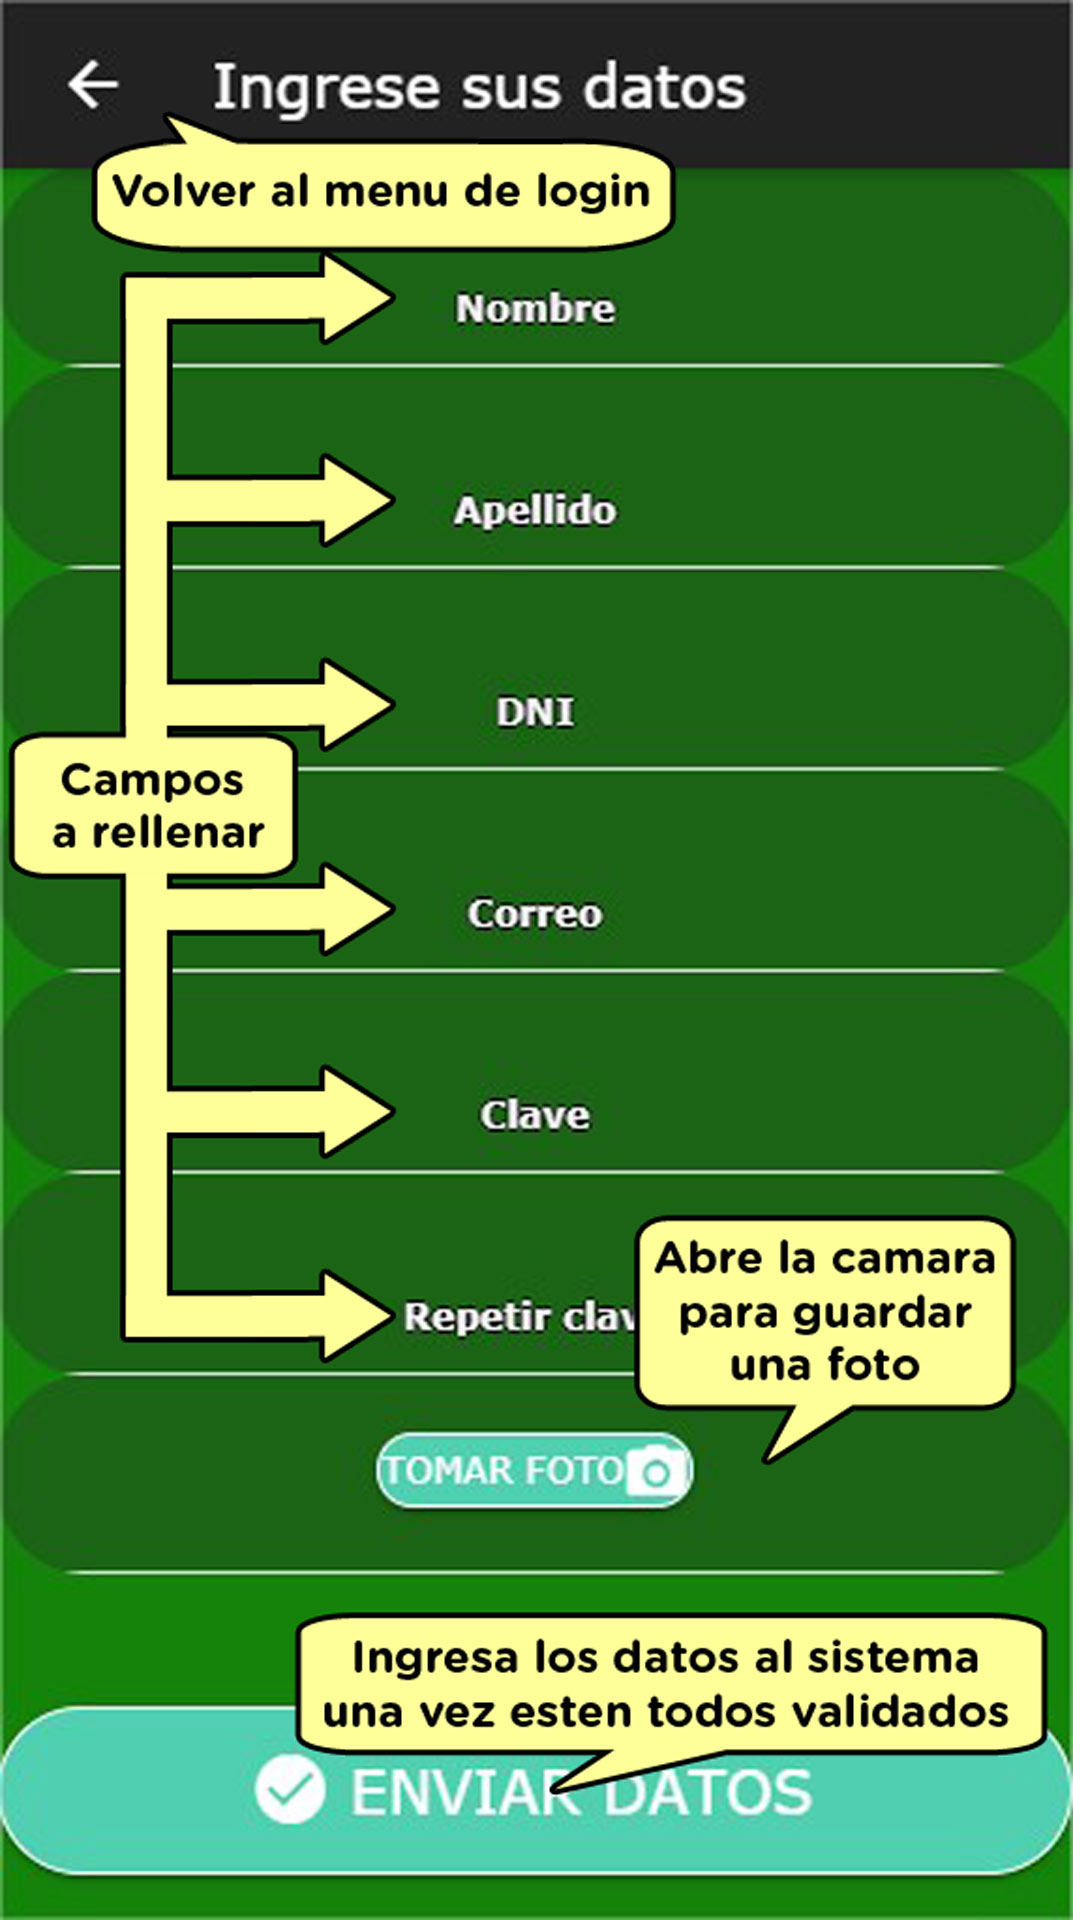 Ingrese sus datos
Volver al menu de login
Nombre
Apellido
DNI
Campos
a rellenar
Correo
Clave
Repetir clav
Abre la camara
para guardar
una foto
TOMAR FOTO
Ingresa los datos al sistema
una vez esten todos validados
ENVIAR DATOS